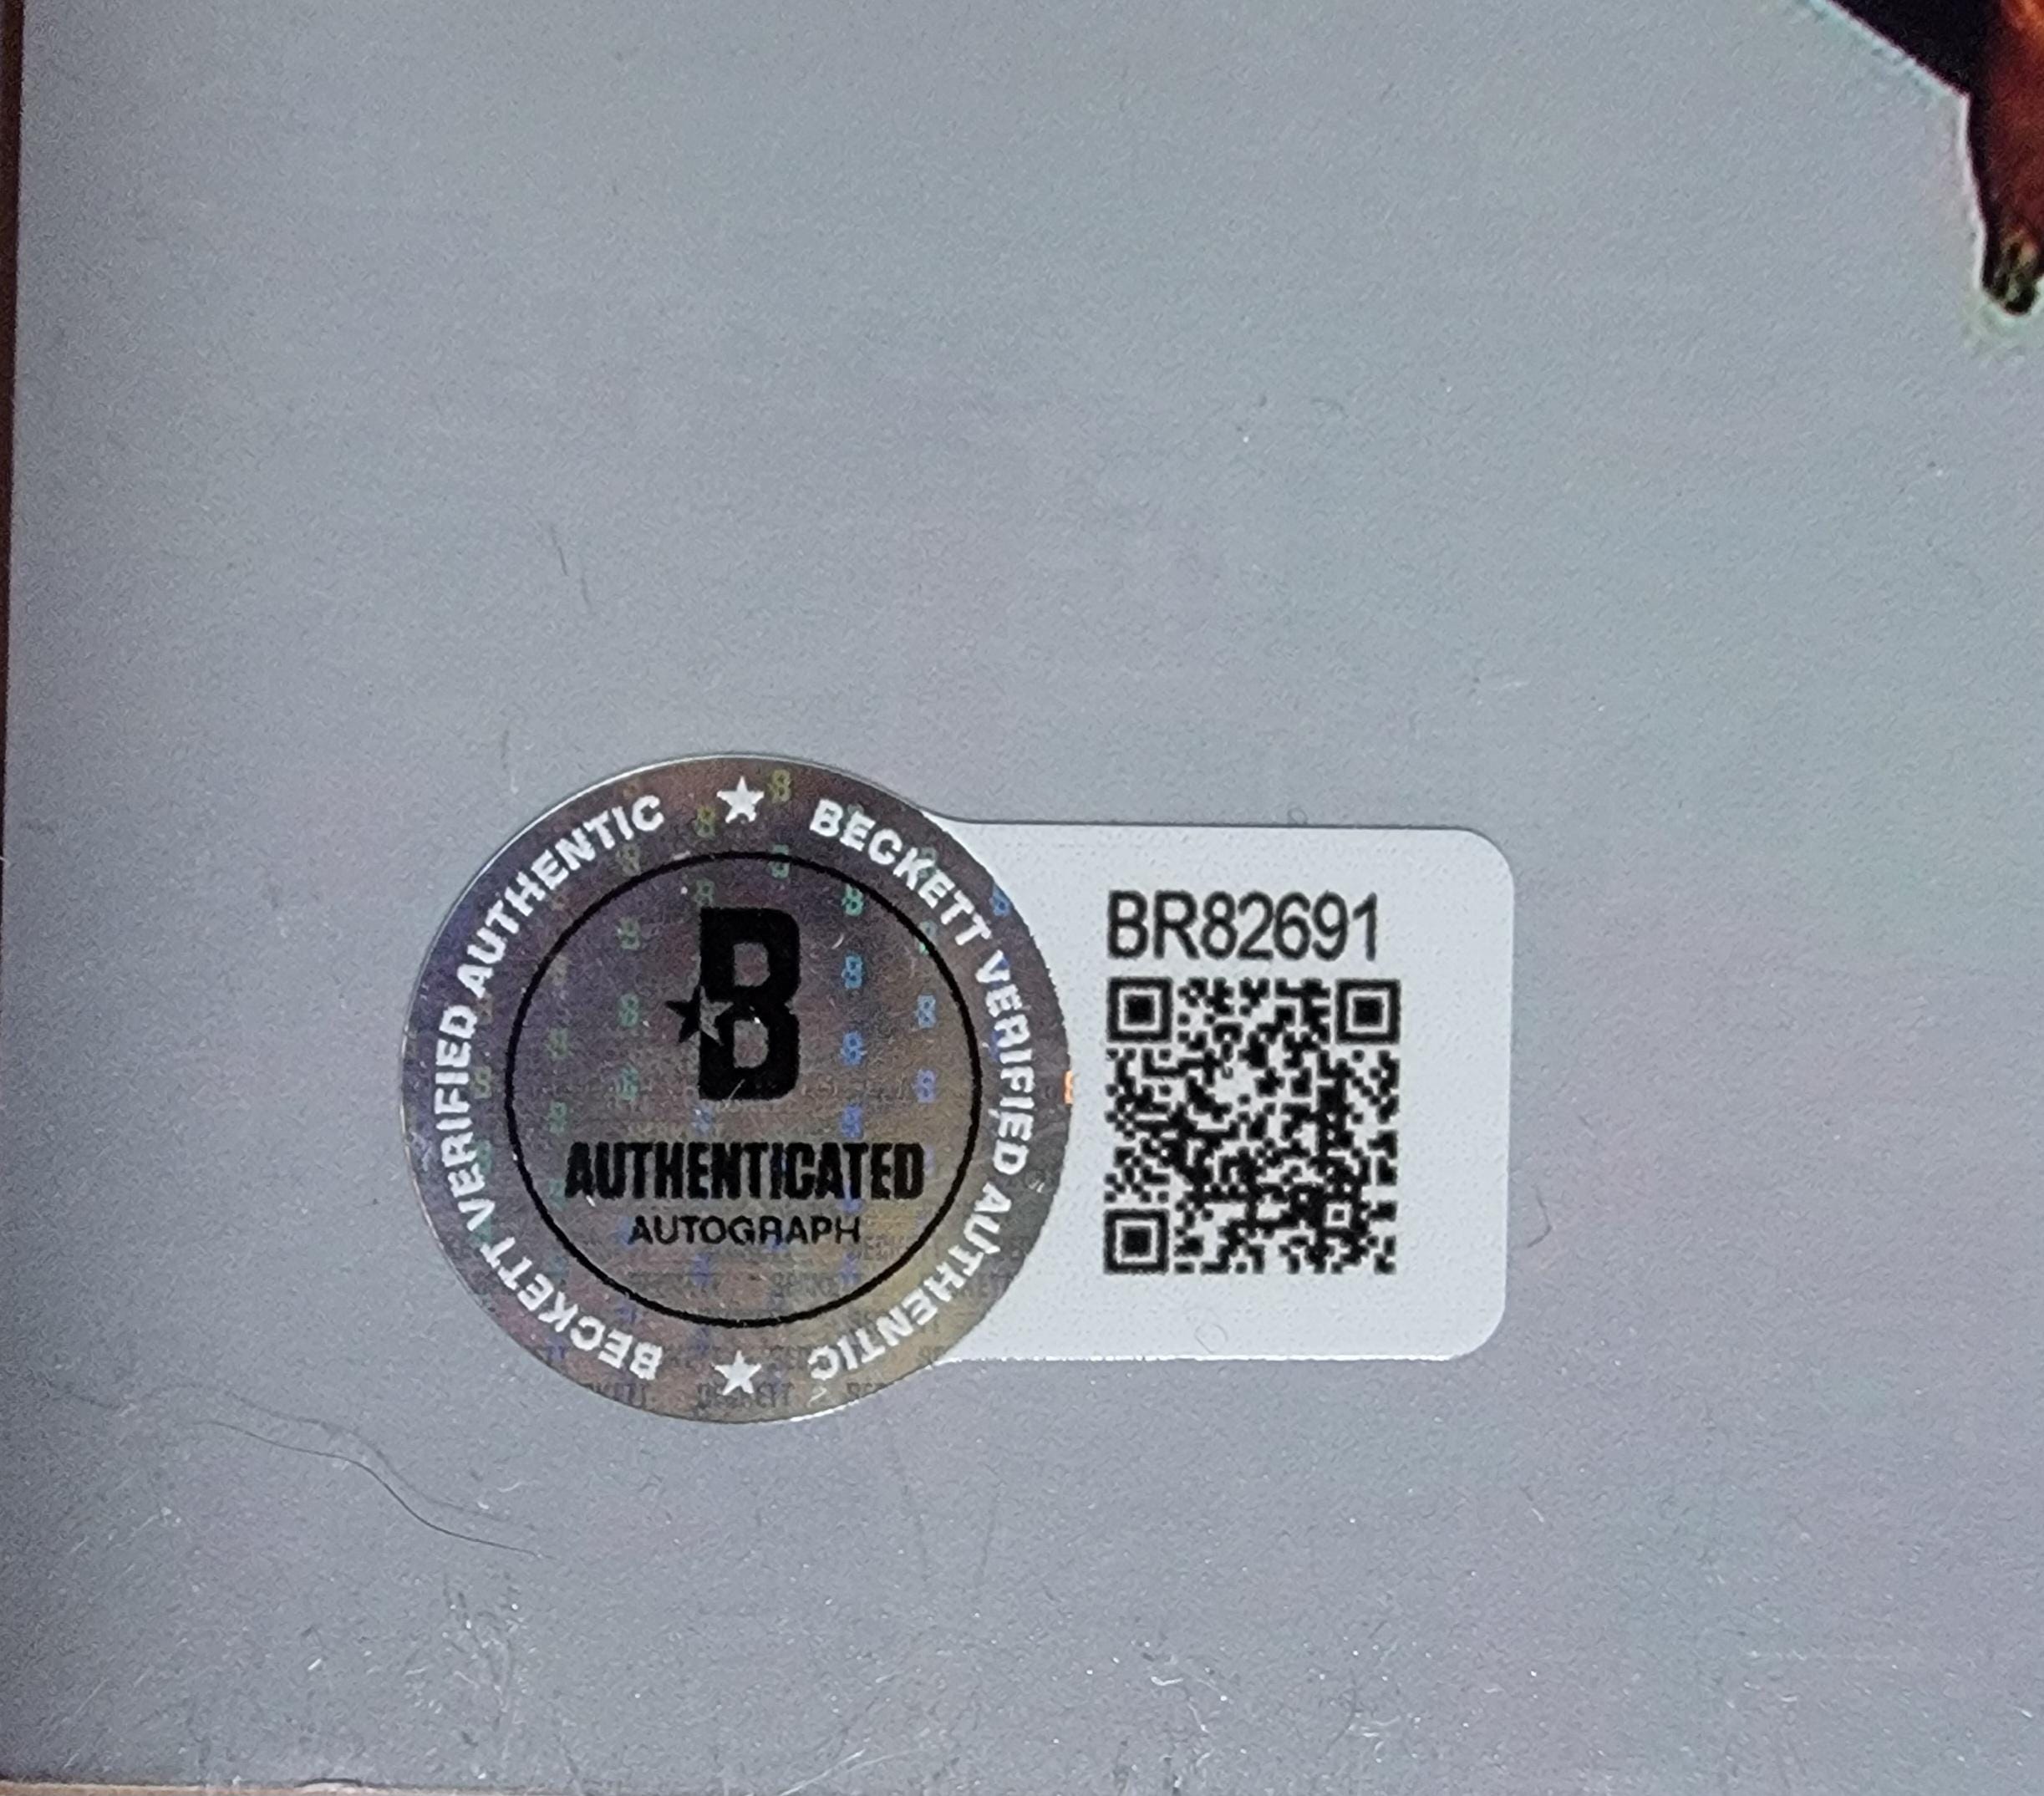 ★ BECKETT VERIFIED AUTHENTIC
★ BECKETT VERIFIED AUTHENTIC
B
AUTHENTICATED
AUTOGRAPH
BR82691